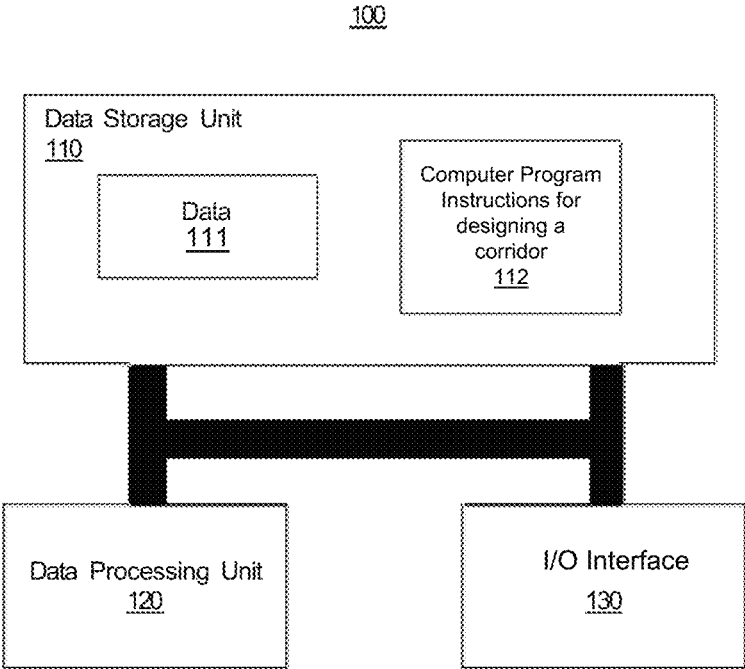 100
Data Storage Unit
110
Data
111
Computer Program
Instructions for
designing a
corridor
112
Data Processing Unit
120
I/O Interface
130